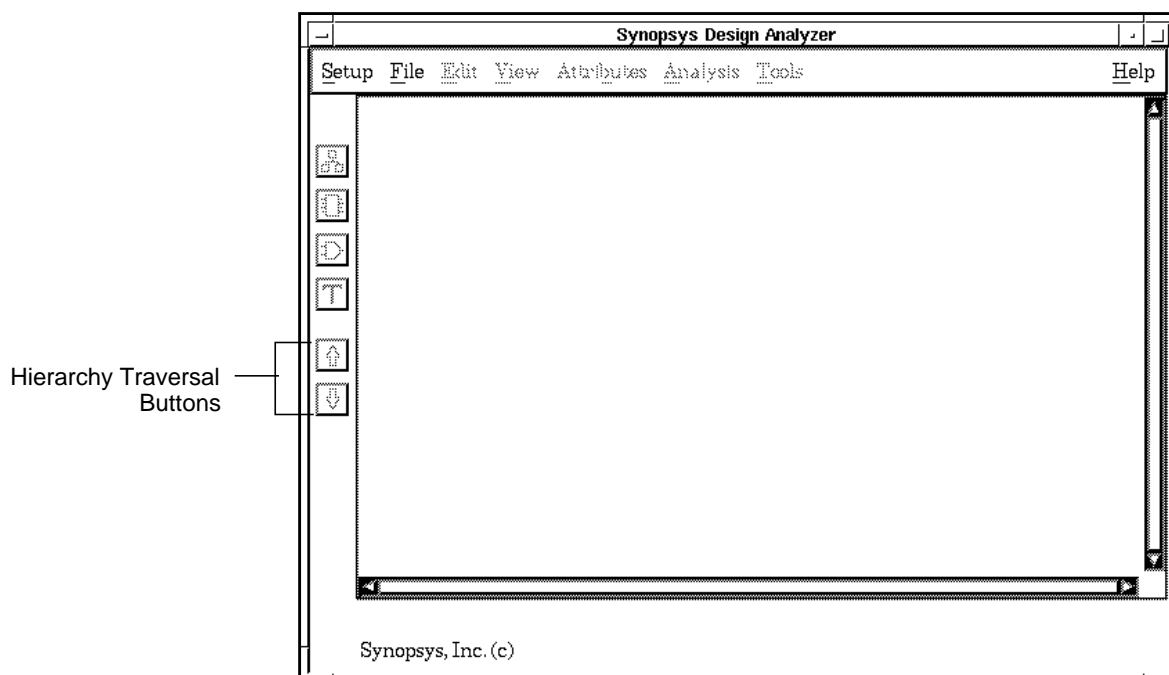 Synopsys Design Analyzer
Setup File Edit View Attributes Analysis Tools Help
T
Hierarchy Traversal
Buttons
Synopsys, Inc. (c)